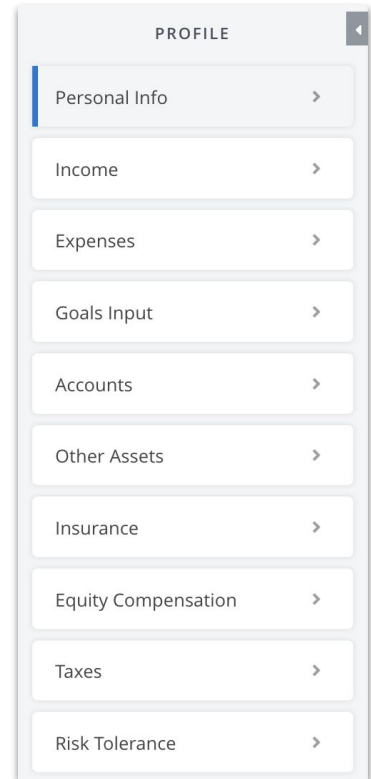 PROFILE
Personal Info
Income
Expenses
Goals Input
Accounts
Other Assets
Insurance
Equity Compensation
Taxes
Risk Tolerance